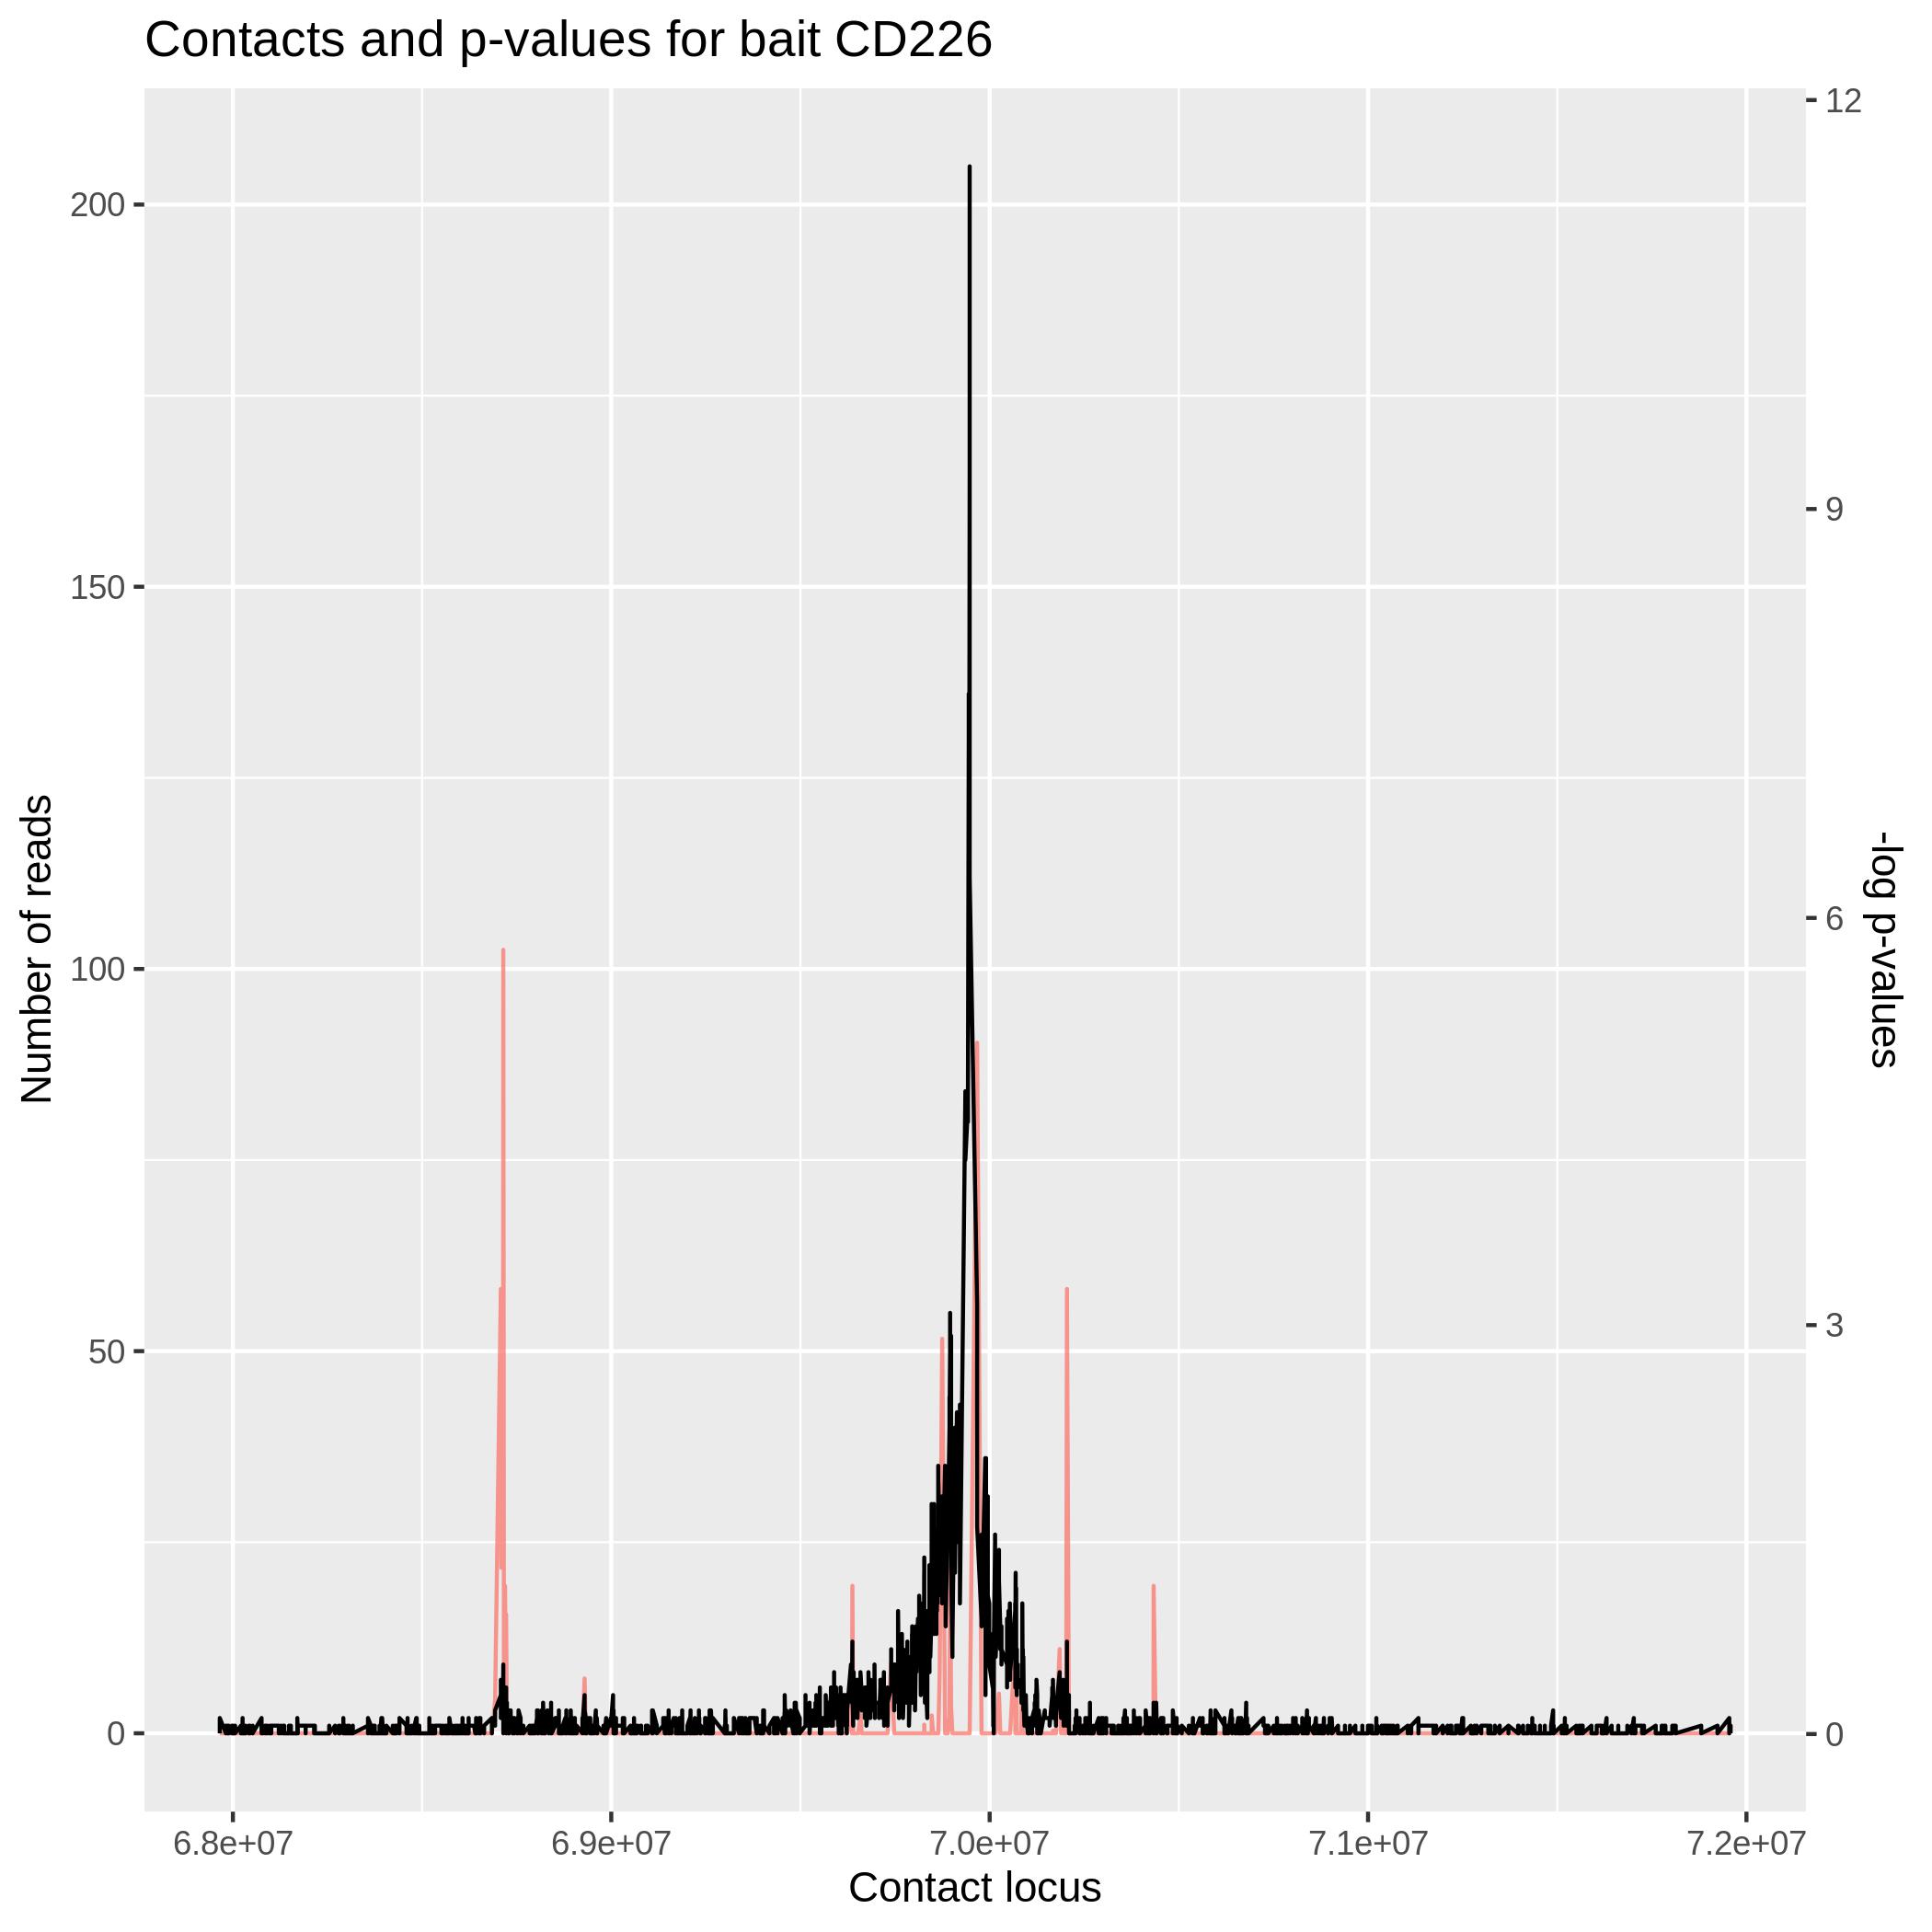 Contacts and p-values for bait CD226
Number of reads
200
150
100
50
0
12
9
6
3
0
-log p-values
6.8e+07 6.9e+07 7.0e+07 7.1e+07 7.2e+07
Contact locus